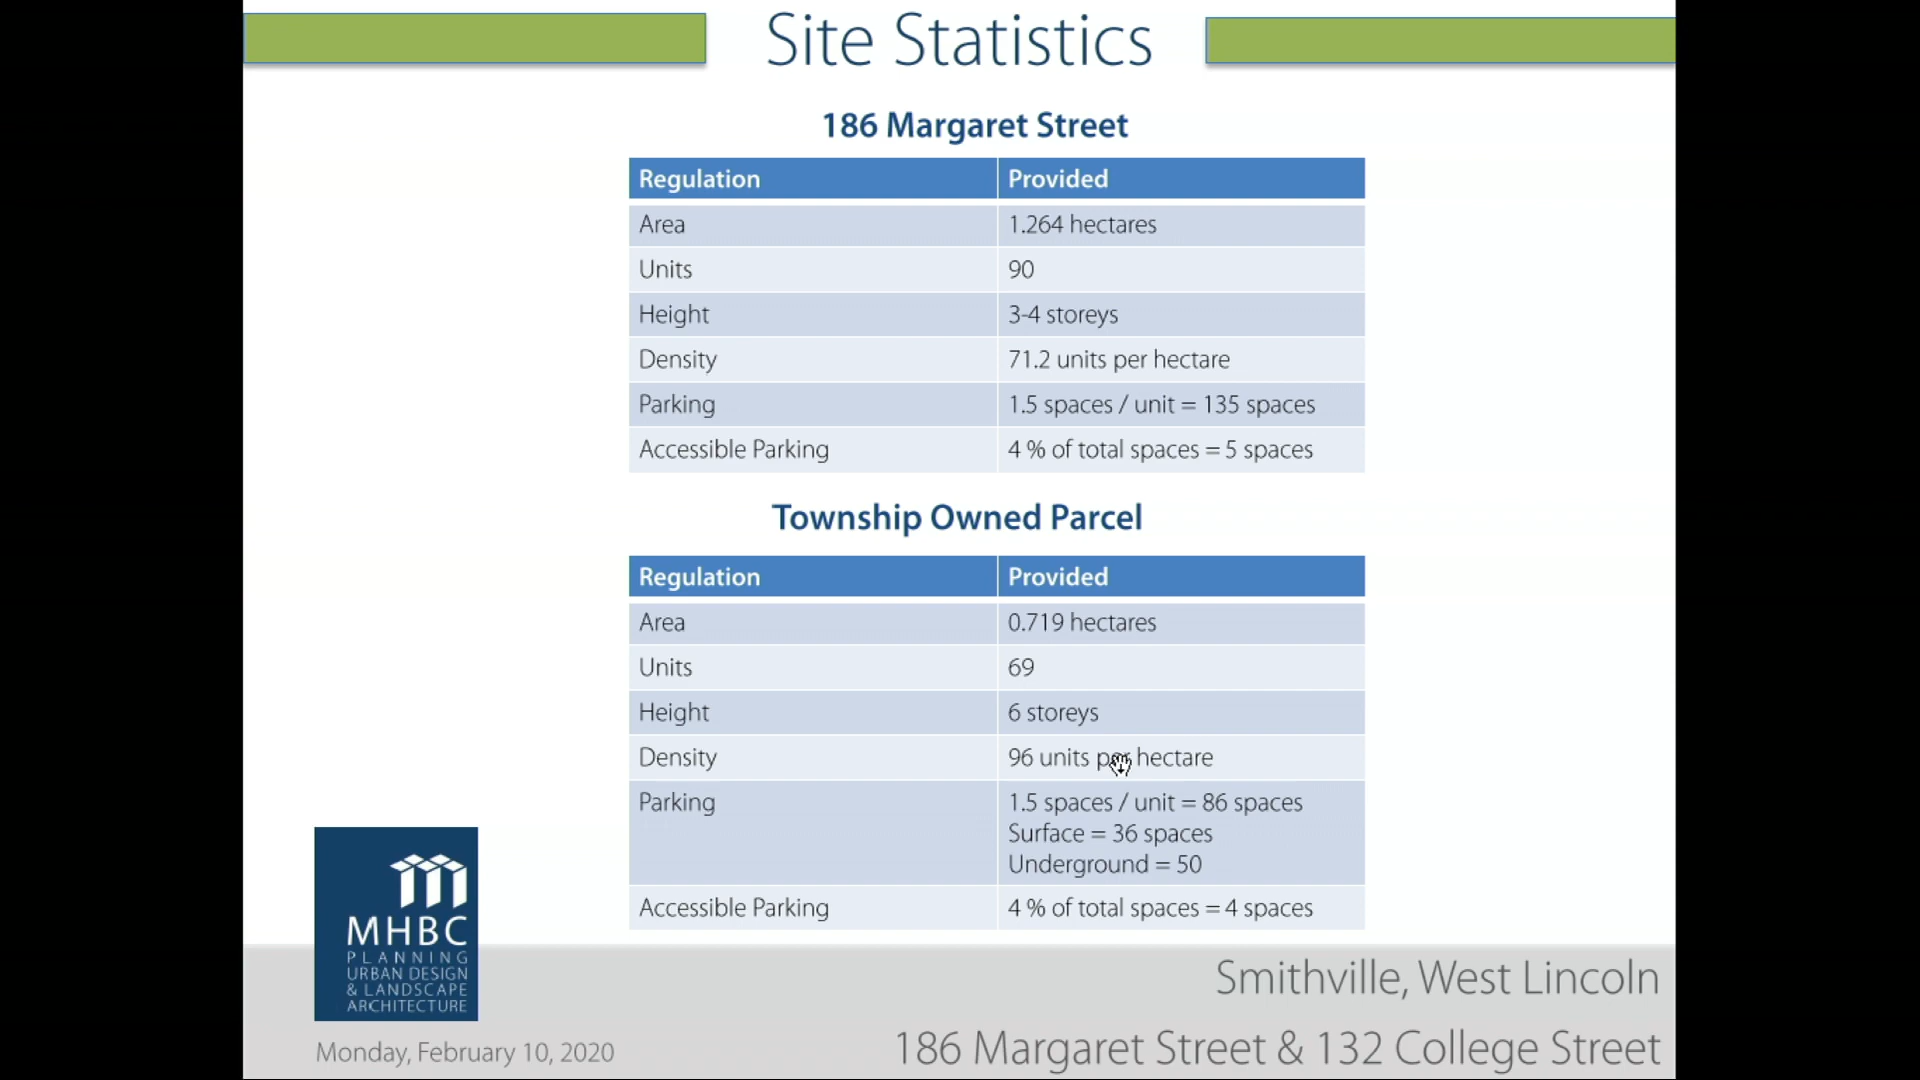 Site Statistics
186 Margaret Street
Regulation Provided
Area 1.264 hectares
Units 90
Height 3-4 storeys
Density 71.2 units per hectare
Parking 1.5 spaces / unit = 135 spaces
Accessible Parking 4 % of total spaces = 5 spaces
Township Owned Parcel
Regulation Provided
Area 0.719 hectares
Units 69
Height 6 storeys
Density 96 units per hectare
Parking 1.5 spaces / unit = 86 spaces
Surface = 36 spaces
Underground = 50
Accessible Parking 4 % of total spaces = 4 spaces
MHBC
PLANNING
URBAN DESIGN
& LANDSCAPE
ARCHITECTURE
Smithville, West Lincoln
Monday, February 10, 2020
186 Margaret Street & 132 College Street